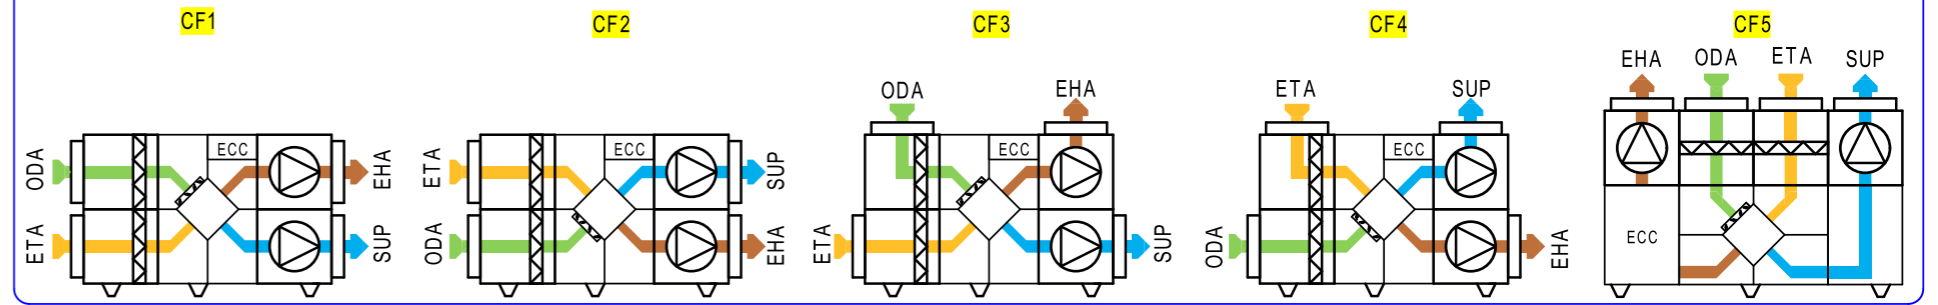 CF1
ODA
ETA
ECC
EHA
SUP
CF2
ETA
ODA
ECC
SUP
EHA
CF3
ODA
EHA
ECC
ETA
SUP
CF4
ETA
SUP
ECC
ODA
EHA
CF5
EHA ODA ETA SUP
ECC